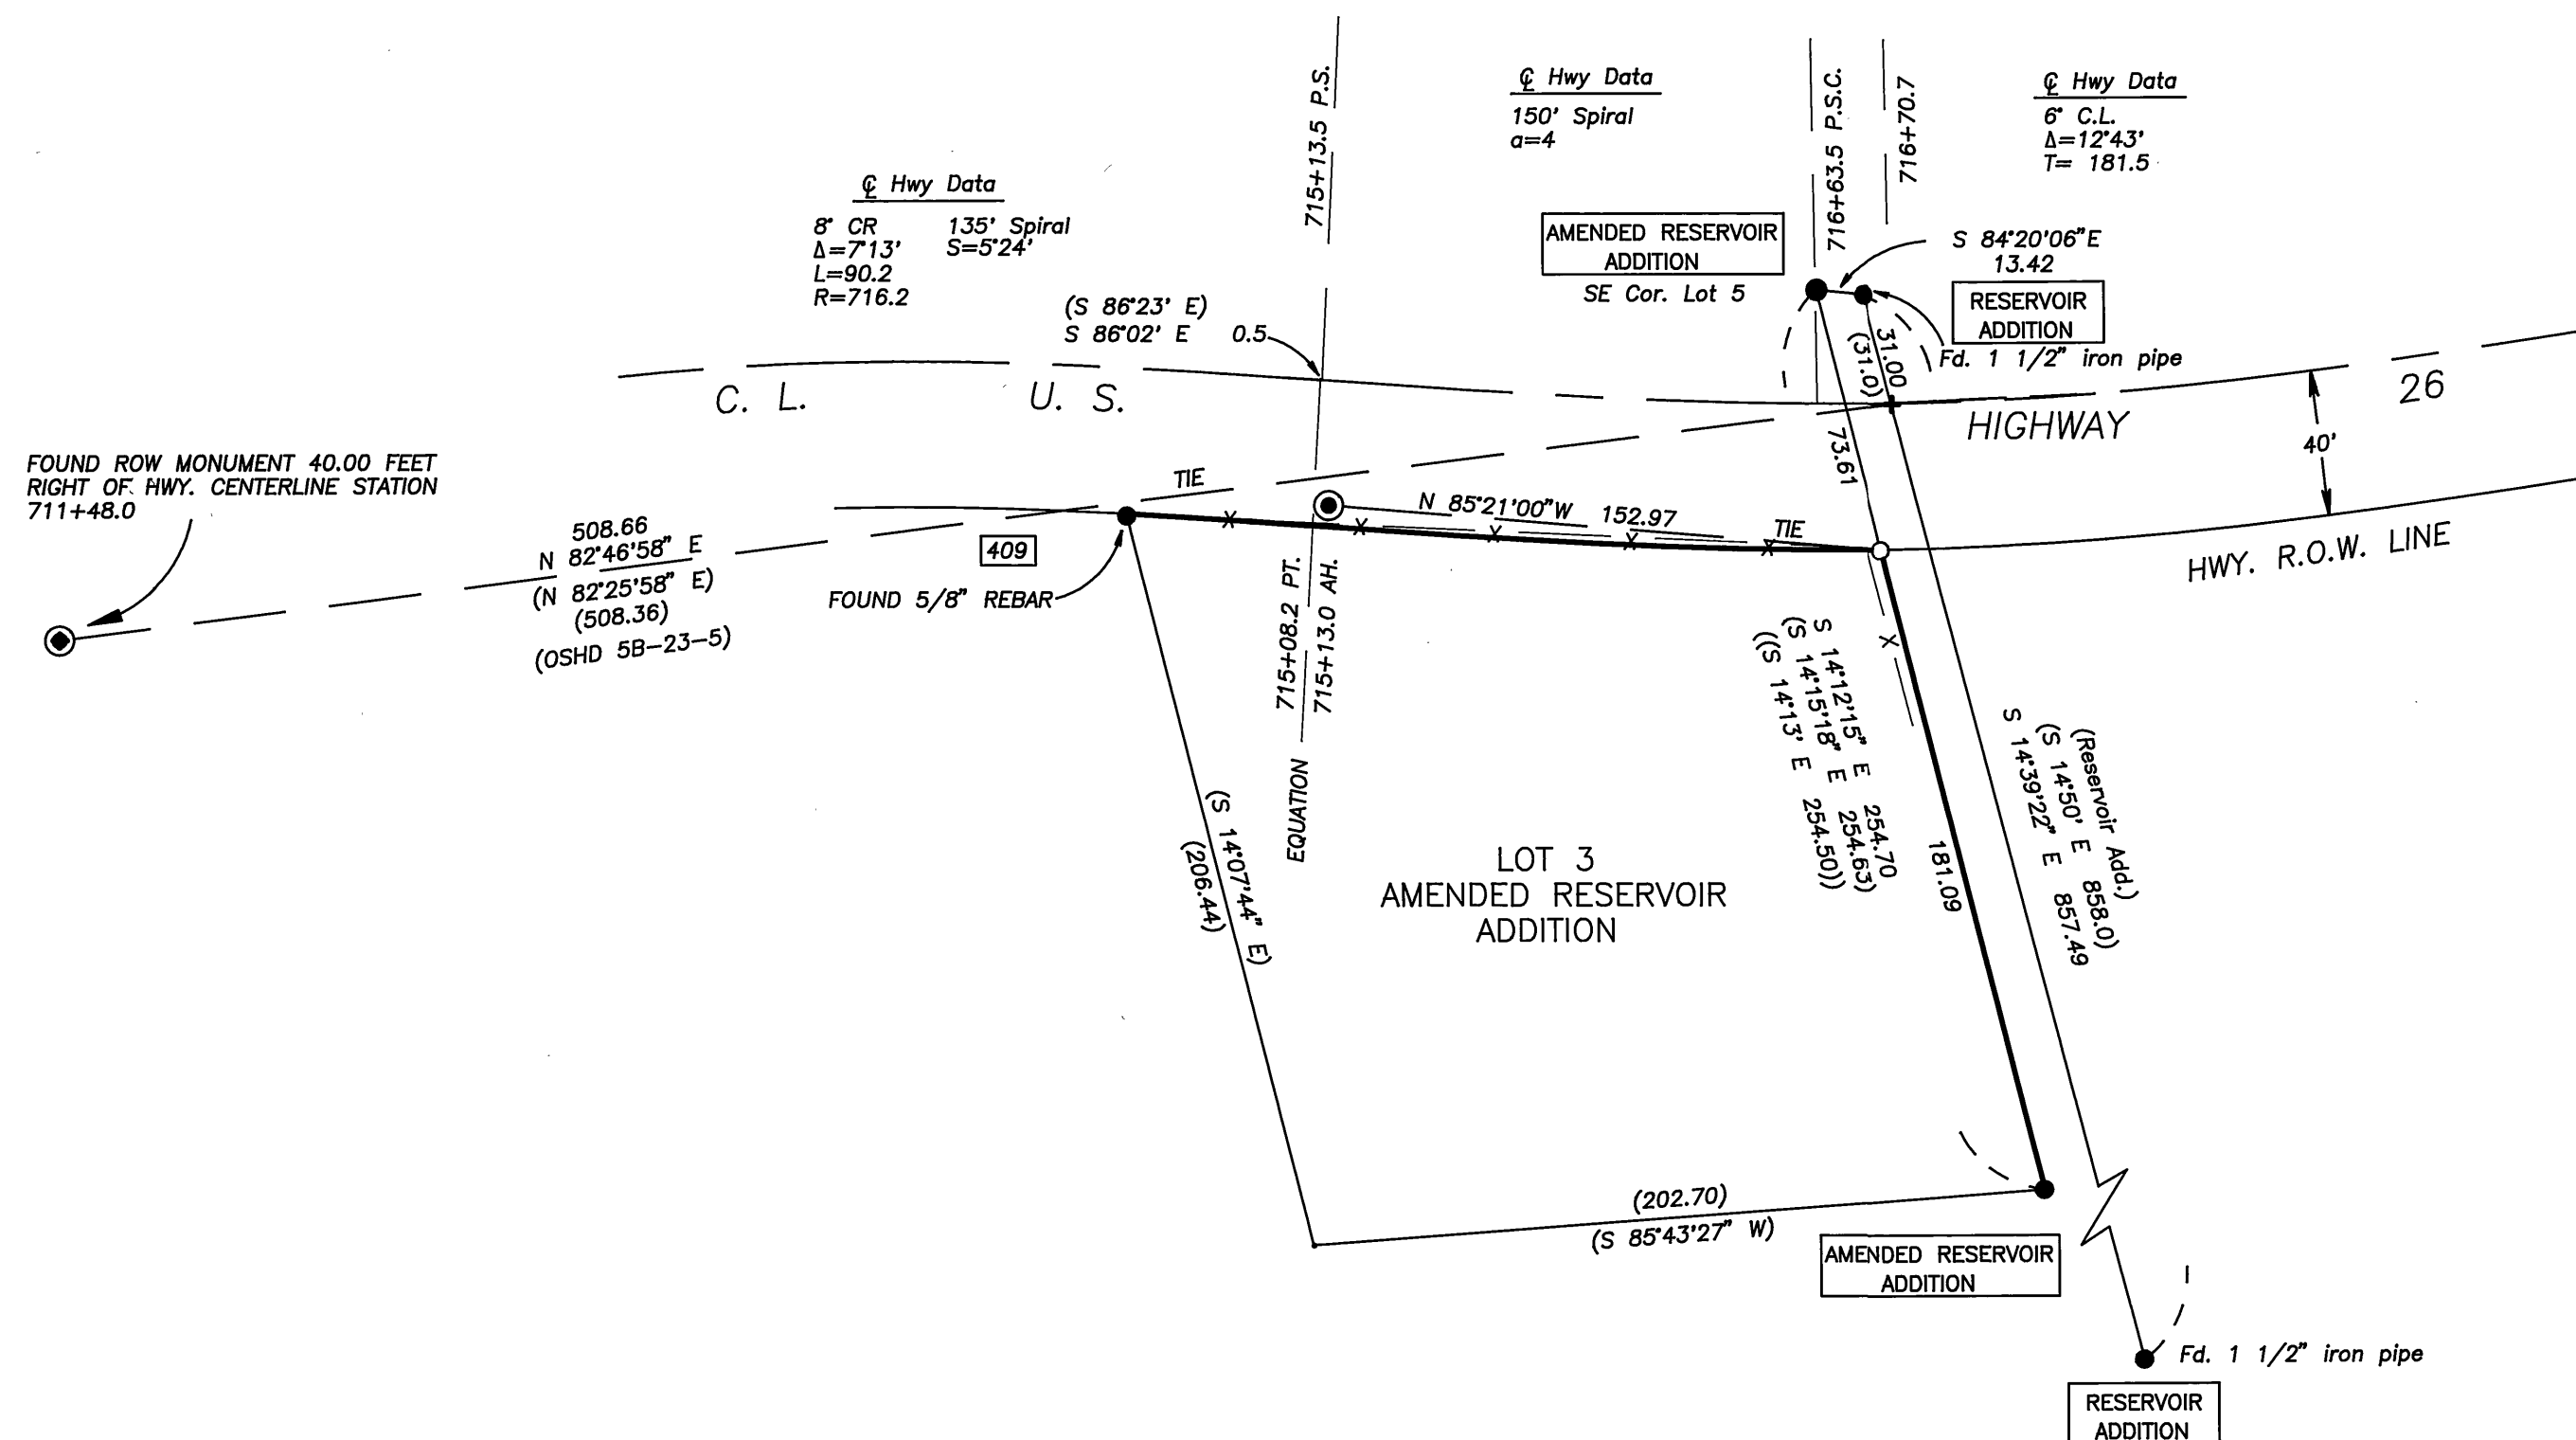 ℄ Hwy Data
8° CR 135' Spiral
Δ=7°13' S=5°24'
L=90.2
R=716.2
715+13.5 P.S.
℄ Hwy Data
150' Spiral
a=4
716+63.5 P.S.C.
716+70.7
℄ Hwy Data
6° C.L.
Δ=12°43'
T= 181.5
AMENDED RESERVOIR
ADDITION
SE Cor. Lot 5
S 84°20'06"E
13.42
RESERVOIR
ADDITION
Fd. 1 1/2" iron pipe
31.00
(31.0)
(S 86°23' E)
S 86°02' E 0.5
C. L. U. S. HIGHWAY 26
40'
HWY. R.O.W. LINE
FOUND ROW MONUMENT 40.00 FEET
RIGHT OF HWY. CENTERLINE STATION
711+48.0
508.66
N 82°46'58" E
(N 82°25'58" E)
(508.36)
(OSHD 5B-23-5)
TIE
409
FOUND 5/8" REBAR
N 85°21'00"W 152.97
TIE
73.61
715+08.2 PT.
715+13.0 AH.
EQUATION
S 14°12'15" E 254.70
(S 14°15'18" E 254.63)
((S 14°13' E 254.50))
181.09
(Reservoir Add.)
(S 14°50' E 858.0)
S 14°39'22" E 857.49
(S 14°07'44" E)
(206.44)
LOT 3
AMENDED RESERVOIR
ADDITION
(202.70)
(S 85°43'27" W)
AMENDED RESERVOIR
ADDITION
Fd. 1 1/2" iron pipe
RESERVOIR
ADDITION